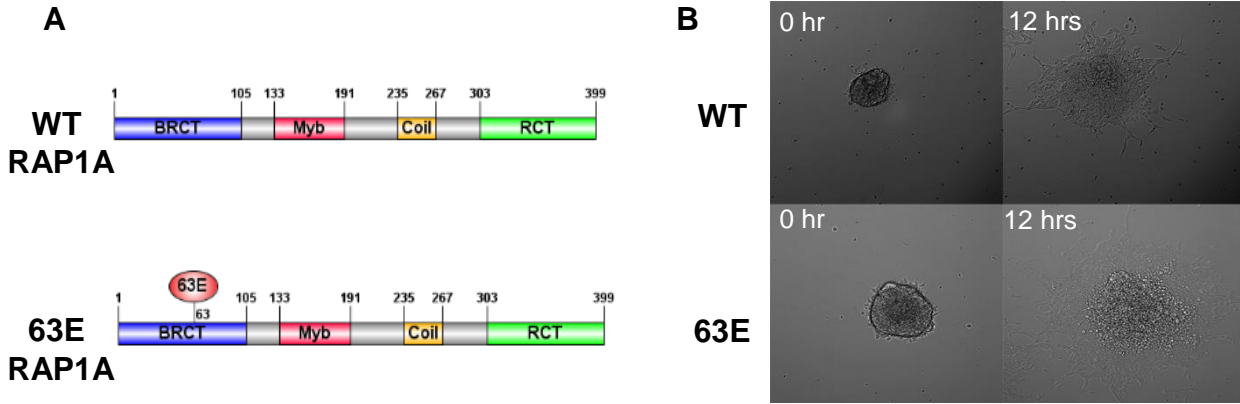 A
1 105 133 191 235 267 303 399
WT
RAP1A
BRCT Myb Coil RCT
63E
1 63 105 133 191 235 267 303 399
63E
RAP1A
BRCT Myb Coil RCT
B
0 hr 12 hrs
WT
0 hr 12 hrs
63E